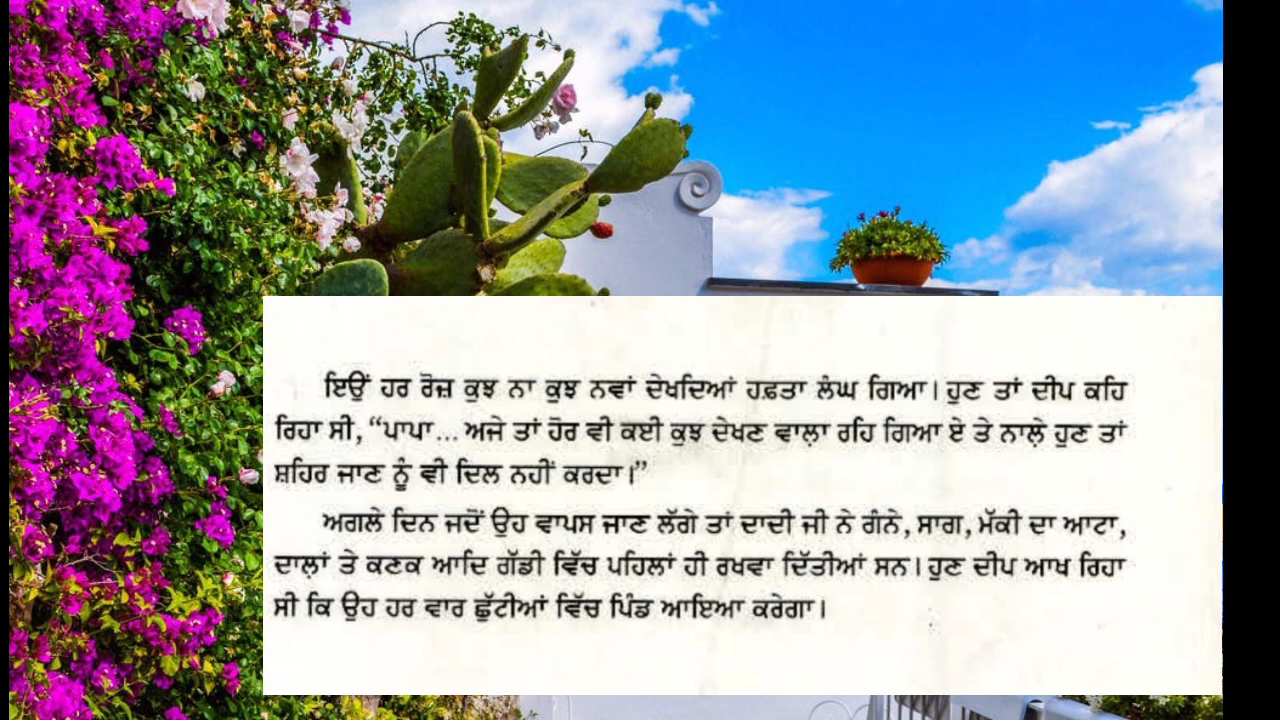 ਇਉਂ ਹਰ ਰੋਜ਼ ਕੁਝ ਨਾ ਕੁਝ ਨਵਾਂ ਦੇਖਦਿਆਂ ਹਫ਼ਤਾ ਲੰਘ ਗਿਆ। ਹੁਣ ਤਾਂ ਦੀਪ ਕਹਿ
ਰਿਹਾ ਸੀ, “ਪਾਪਾ... ਅਜੇ ਤਾਂ ਹੋਰ ਵੀ ਕਈ ਕੁਝ ਦੇਖਣ ਵਾਲ਼ਾ ਰਹਿ ਗਿਆ ਏ ਤੇ ਨਾਲ਼ੇ ਹੁਣ ਤਾਂ
ਸ਼ਹਿਰ ਜਾਣ ਨੂੰ ਵੀ ਦਿਲ ਨਹੀਂ ਕਰਦਾ।”
ਅਗਲੇ ਦਿਨ ਜਦੋਂ ਉਹ ਵਾਪਸ ਜਾਣ ਲੱਗੇ ਤਾਂ ਦਾਦੀ ਜੀ ਨੇ ਗੰਨੇ, ਸਾਗ, ਮੱਕੀ ਦਾ ਆਟਾ,
ਦਾਲ਼ਾਂ ਤੇ ਕਣਕ ਆਦਿ ਗੱਡੀ ਵਿੱਚ ਪਹਿਲਾਂ ਹੀ ਰਖਵਾ ਦਿੱਤੀਆਂ ਸਨ। ਹੁਣ ਦੀਪ ਆਖ ਰਿਹਾ
ਸੀ ਕਿ ਉਹ ਹਰ ਵਾਰ ਛੁੱਟੀਆਂ ਵਿੱਚ ਪਿੰਡ ਆਇਆ ਕਰੇਗਾ।